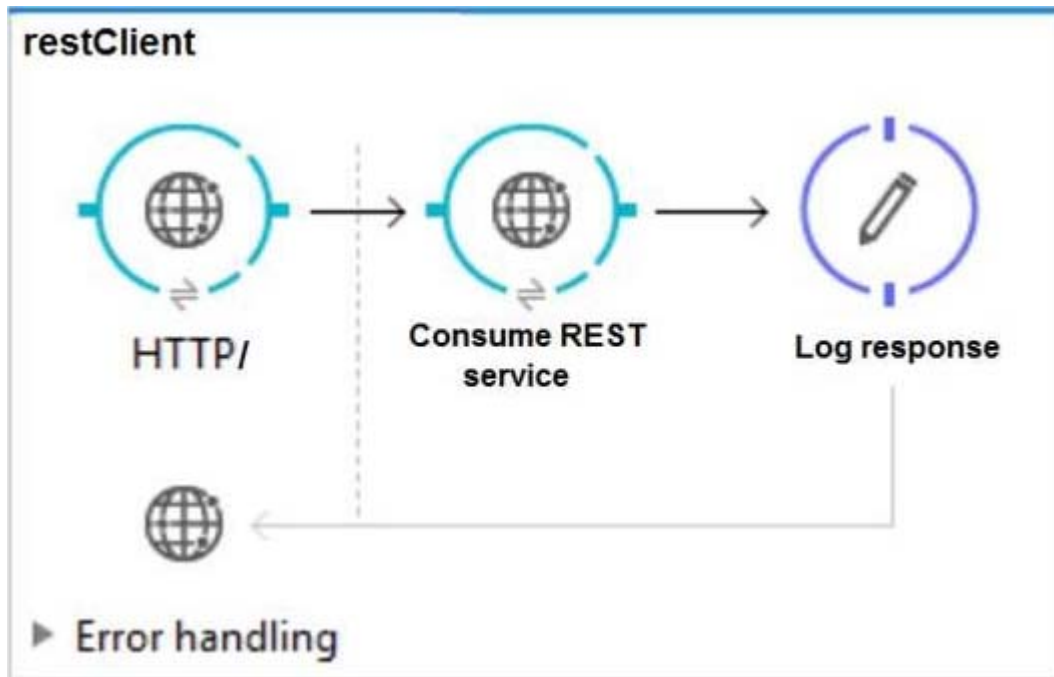 restClient
HTTP/
Consume REST
service
Log response
Error handling